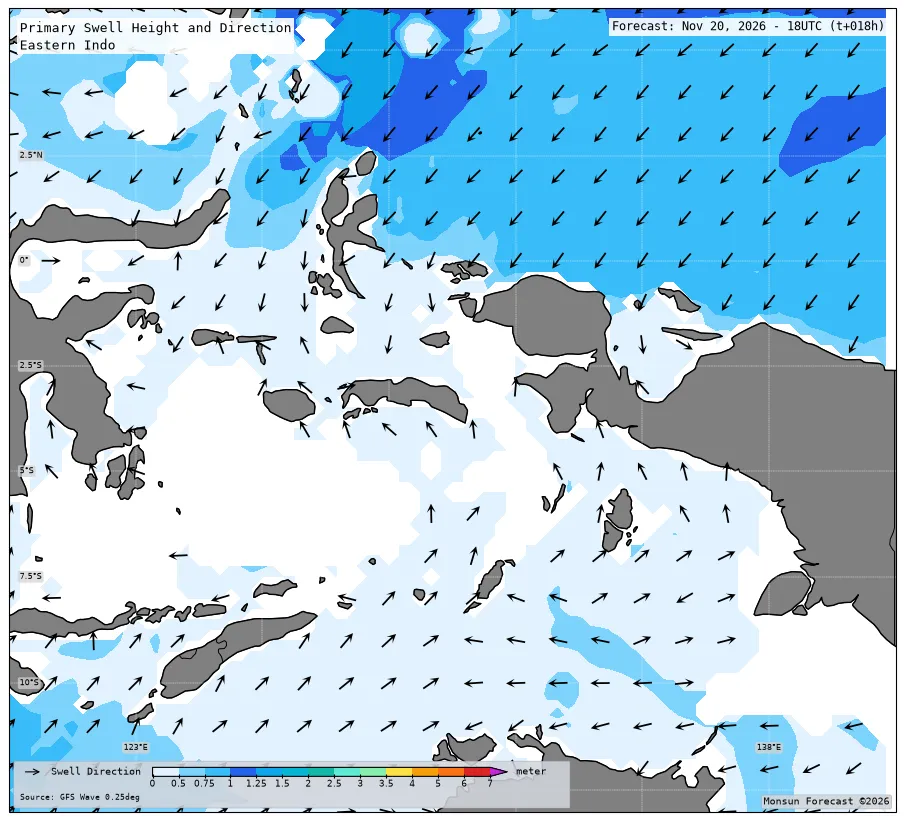 Primary Swell Height and Direction
Eastern Indo
Forecast: Nov 20, 2026 - 18UTC (t+018h)
2.5°N
0°
2.5°S
5°S
7.5°S
10°S
123°E
138°E
Swell Direction
0 0.5 0.75 1 1.25 1.5 2 2.5 3 3.5 4 5 6 7
meter
Source: GFS Wave 0.25deg
Monsun Forecast ©2026